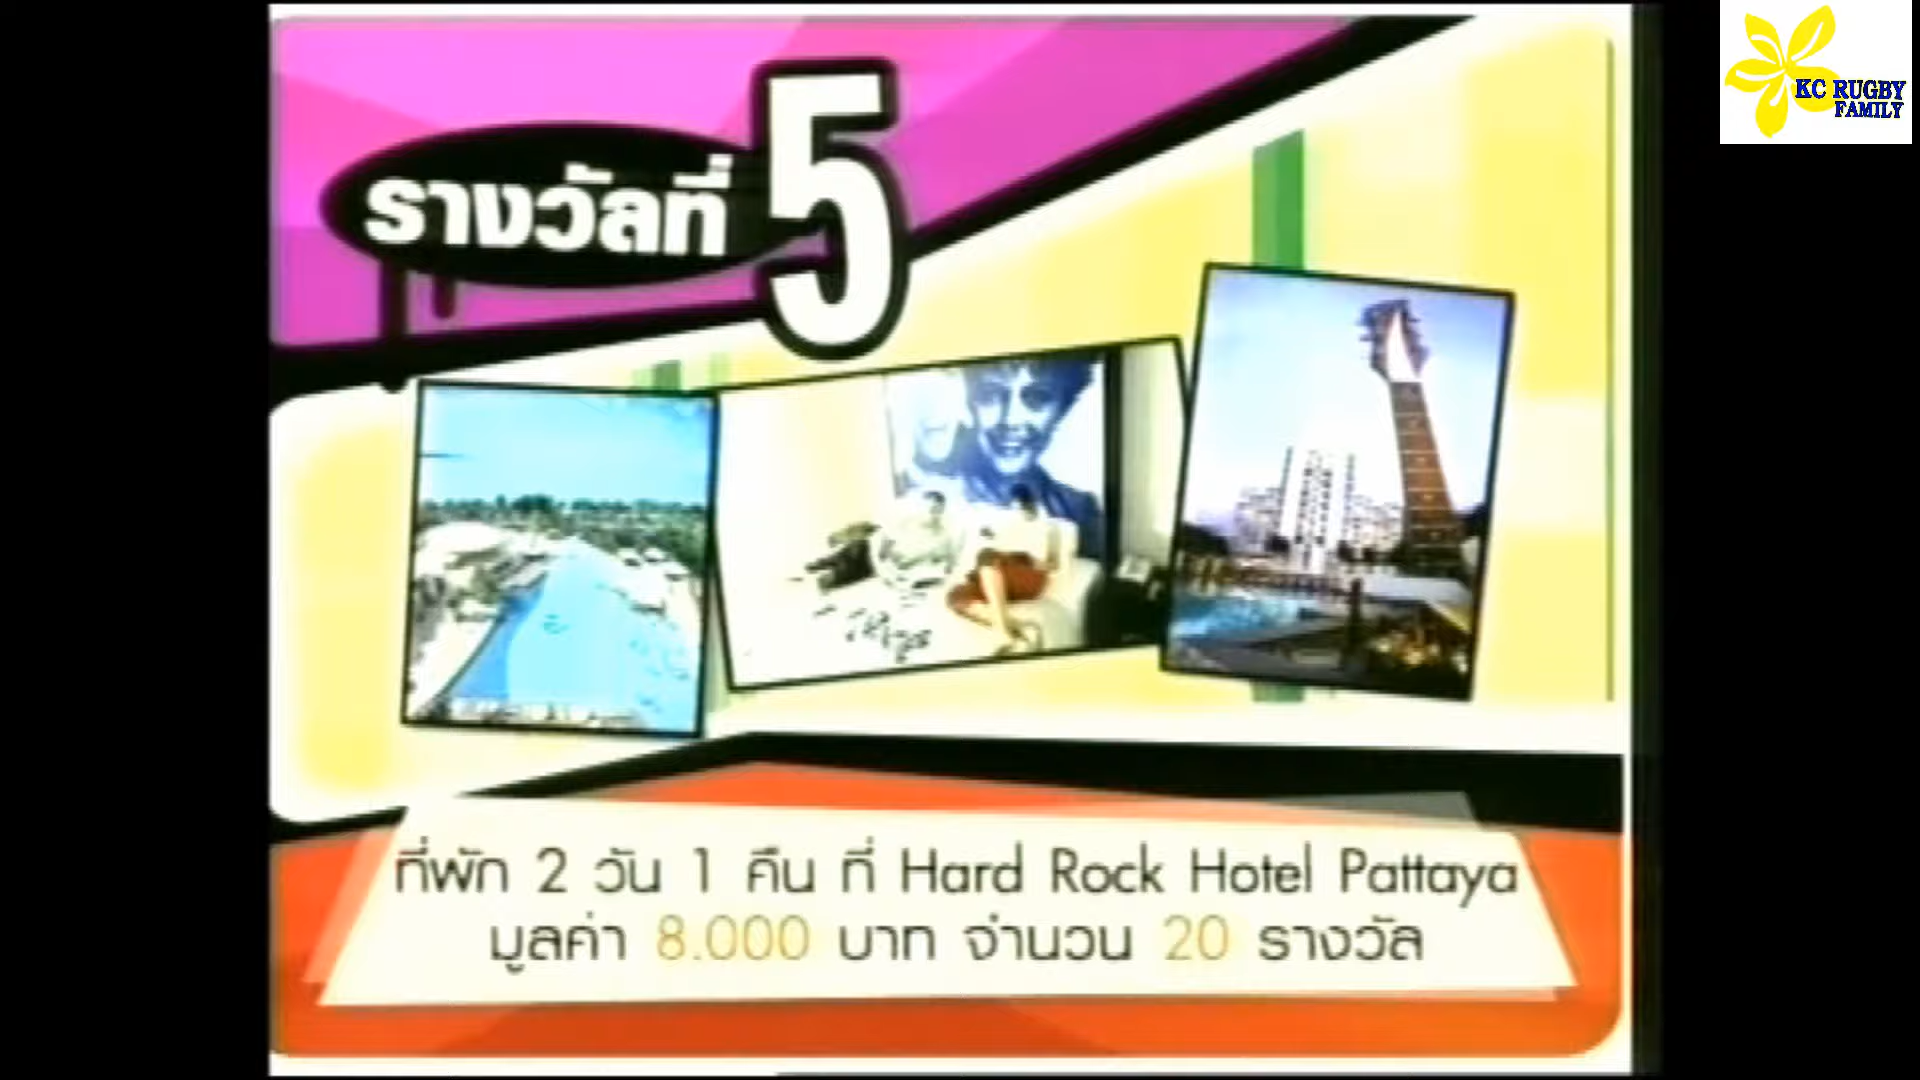 KC RUGBY
FAMILY
รางวัลที่ 5
ที่พัก 2 วัน 1 คืน ที่ Hard Rock Hotel Pattaya
มูลค่า 8.000 บาท จำนวน 20 รางวัล